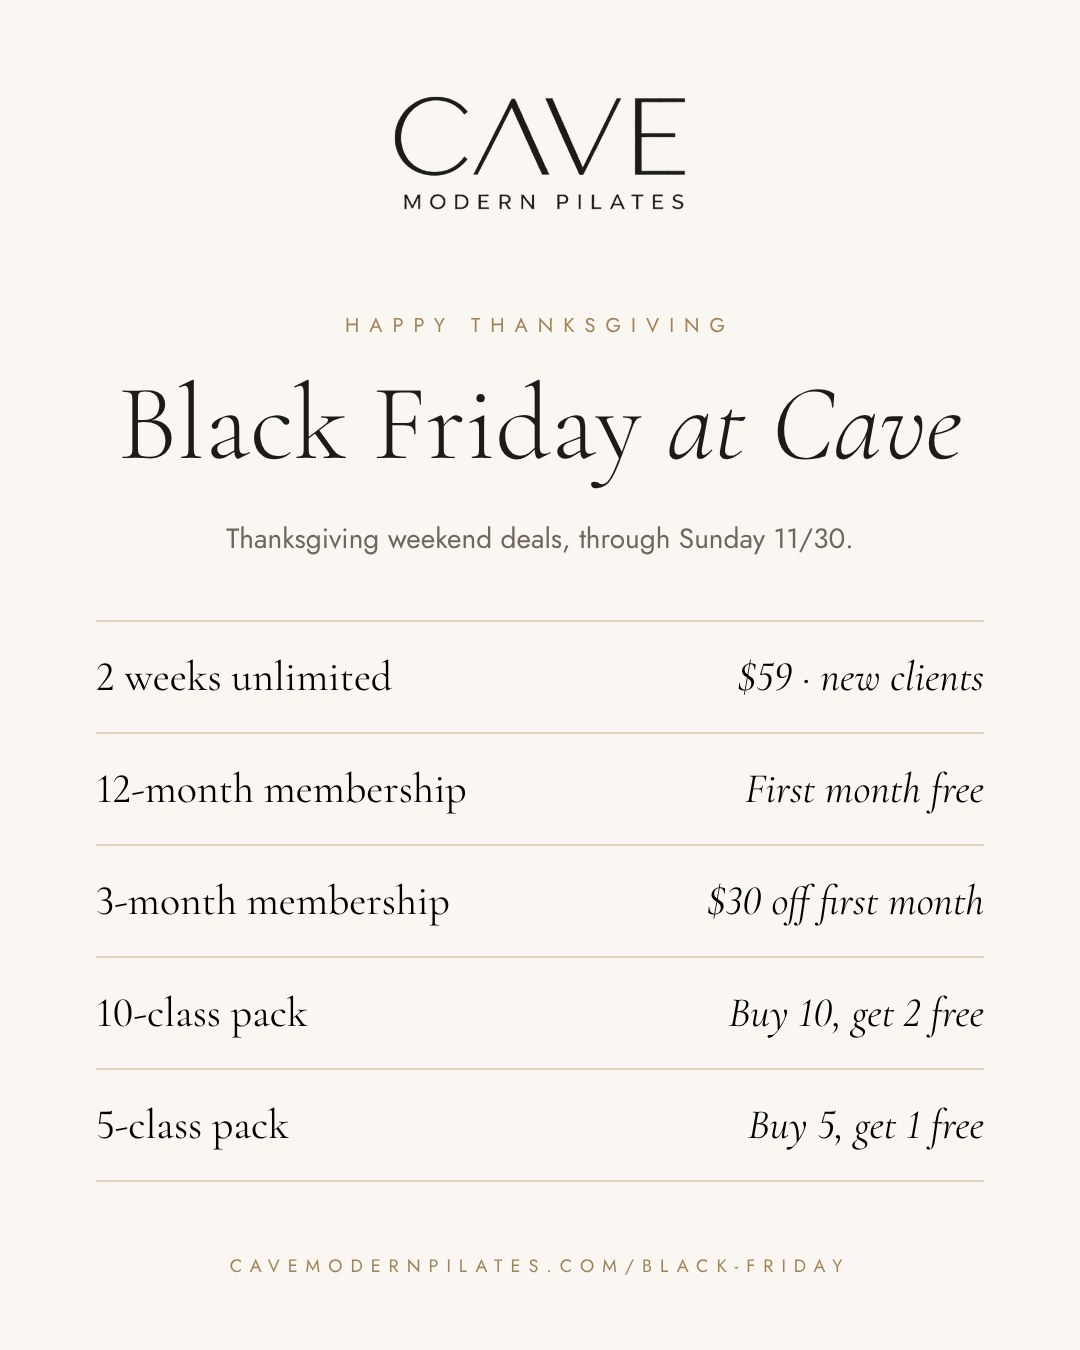 CAVE
MODERN PILATES
HAPPY THANKSGIVING
Black Friday at Cave
Thanksgiving weekend deals, through Sunday 11/30.
2 weeks unlimited $59 · new clients
12-month membership First month free
3-month membership $30 off first month
10-class pack Buy 10, get 2 free
5-class pack Buy 5, get 1 free
CAVEMODERNPILATES.COM/BLACK-FRIDAY